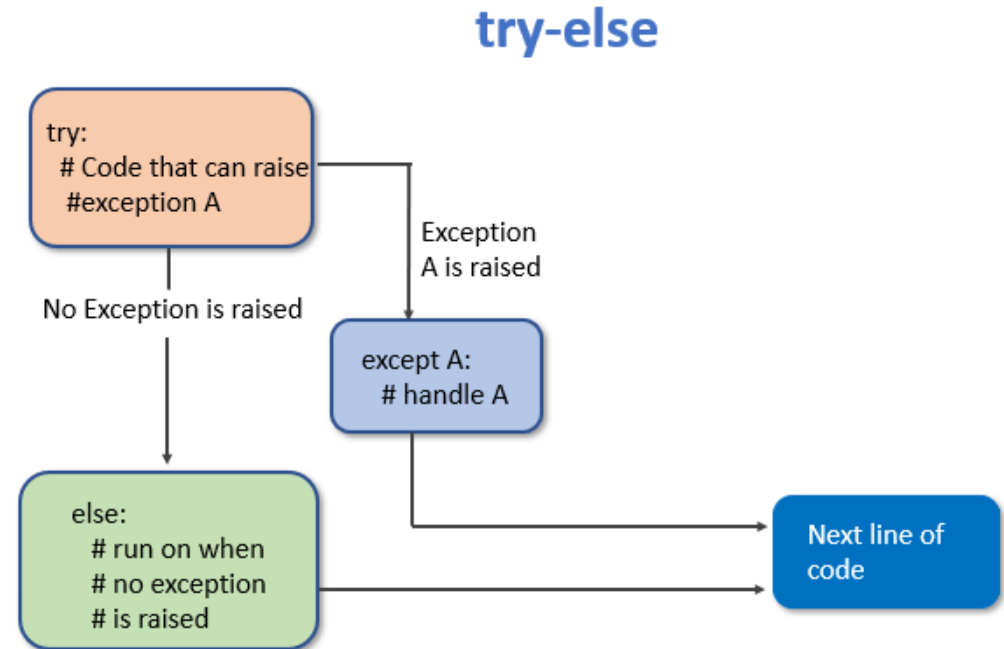 try-else
try:
# Code that can raise
#exception A
Exception
A is raised
No Exception is raised
except A:
# handle A
else:
# run on when
# no exception
# is raised
Next line of
code